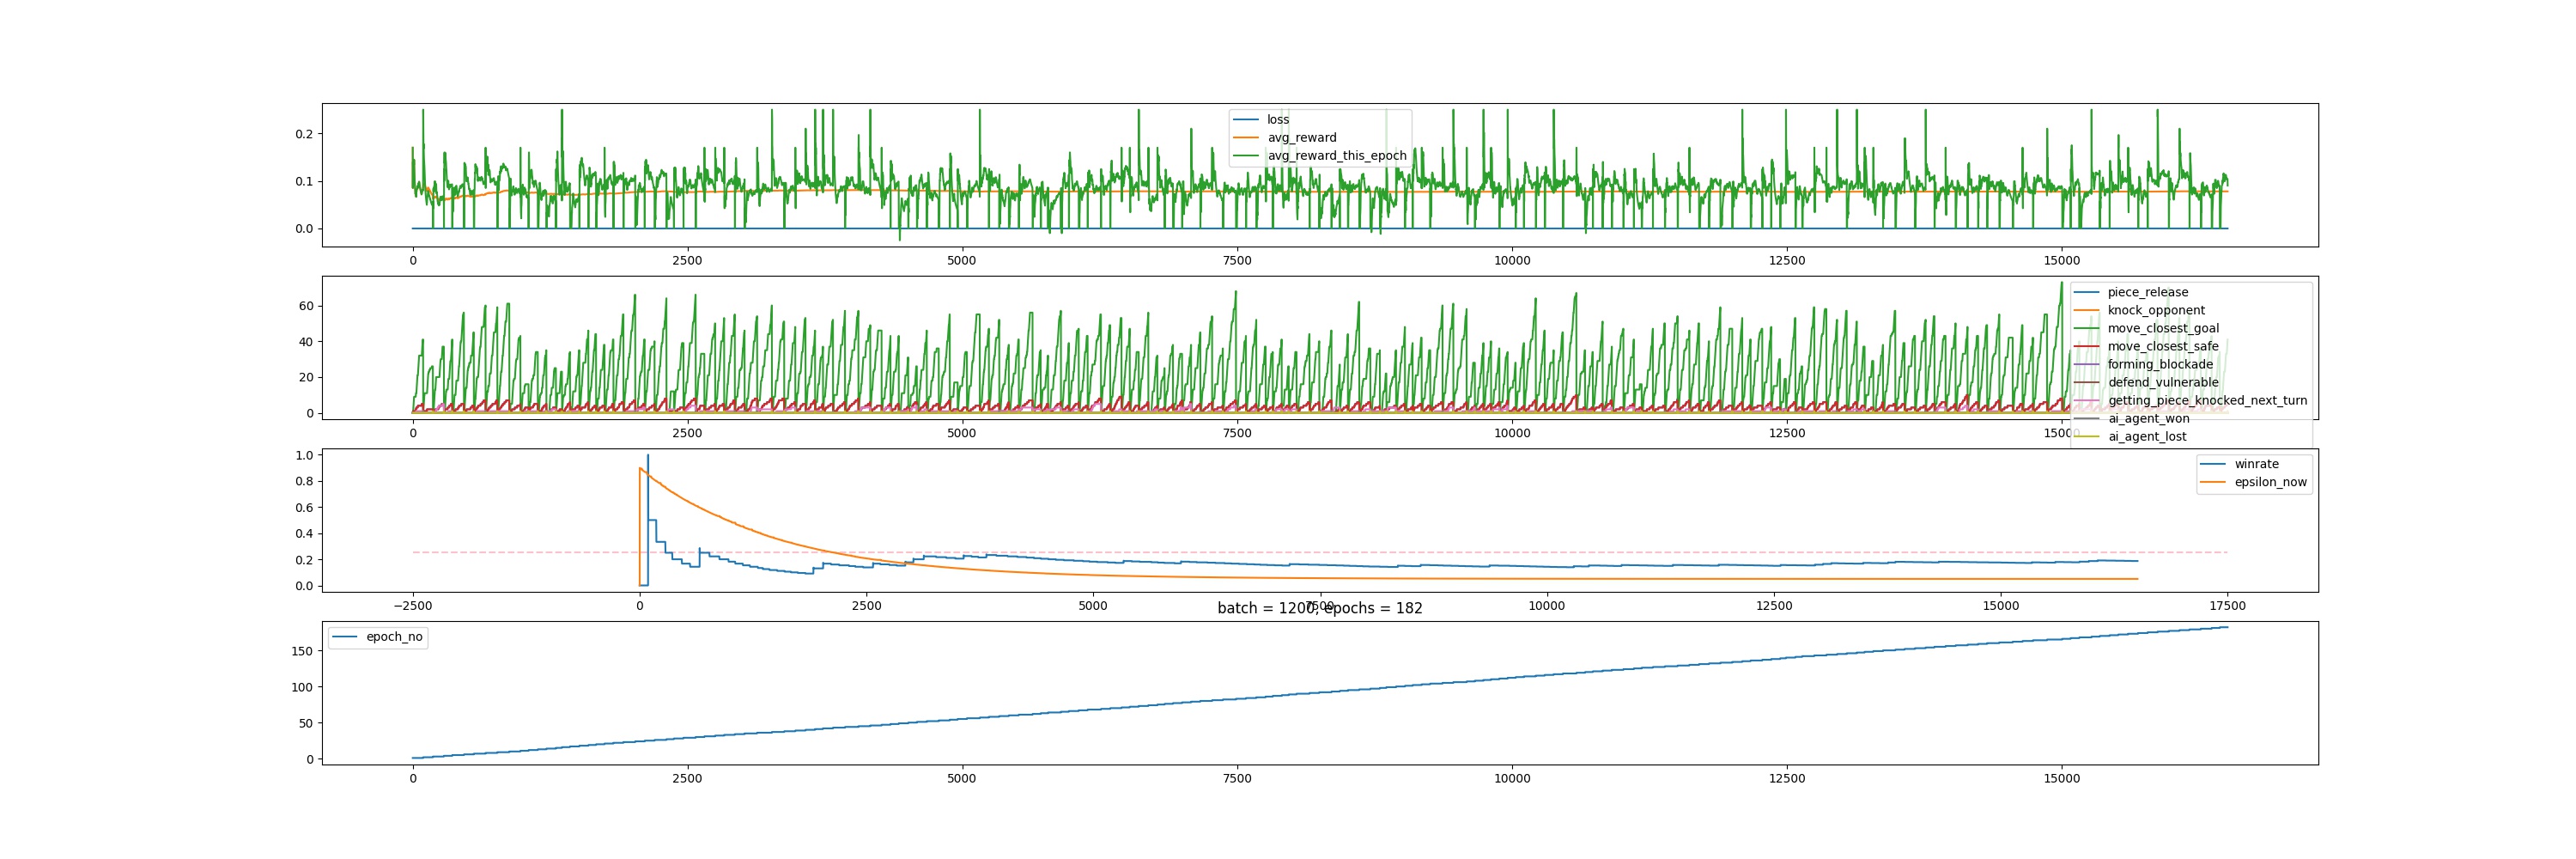 loss
avg_reward
avg_reward_this_epoch
0.2
0.1
0.0
0 2500 5000 7500 10000 12500 15000
piece_release
knock_opponent
move_closest_goal
move_closest_safe
forming_blockade
defend_vulnerable
getting_piece_knocked_next_turn
ai_agent_won
ai_agent_lost
60
40
20
0
0 2500 5000 7500 10000 12500 15000
winrate
epsilon_now
1.0
0.8
0.6
0.4
0.2
0.0
−2500 0 2500 5000 7500 10000 12500 15000 17500
batch = 1200, epochs = 182
epoch_no
150
100
50
0
0 2500 5000 7500 10000 12500 15000